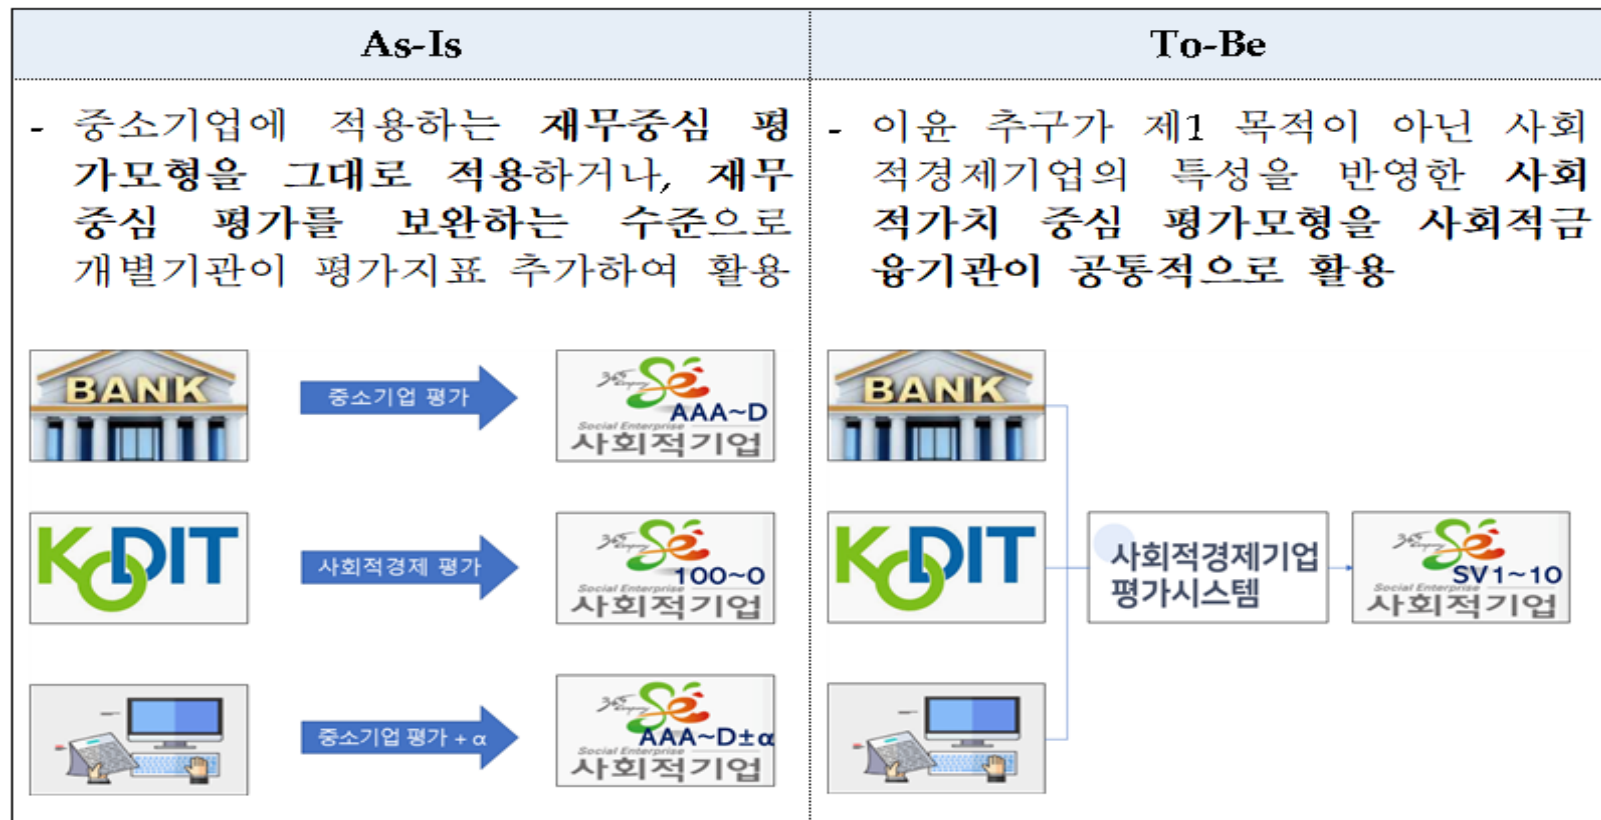 As-Is
To-Be
- 중소기업에 적용하는 재무중심 평
가모형을 그대로 적용하거나, 재무
중심 평가를 보완하는 수준으로
개별기관이 평가지표 추가하여 활용
- 이윤 추구가 제1 목적이 아닌 사회
적경제기업의 특성을 반영한 사회
적가치 중심 평가모형을 사회적금
융기관이 공통적으로 활용
BANK
중소기업 평가
AAA~D
Social Enterprise
사회적기업
KODIT
사회적경제 평가
100~0
Social Enterprise
사회적기업
중소기업 평가 + α
AAA~D±α
Social Enterprise
사회적기업
BANK
KODIT
사회적경제기업
평가시스템
SV1~10
Social Enterprise
사회적기업